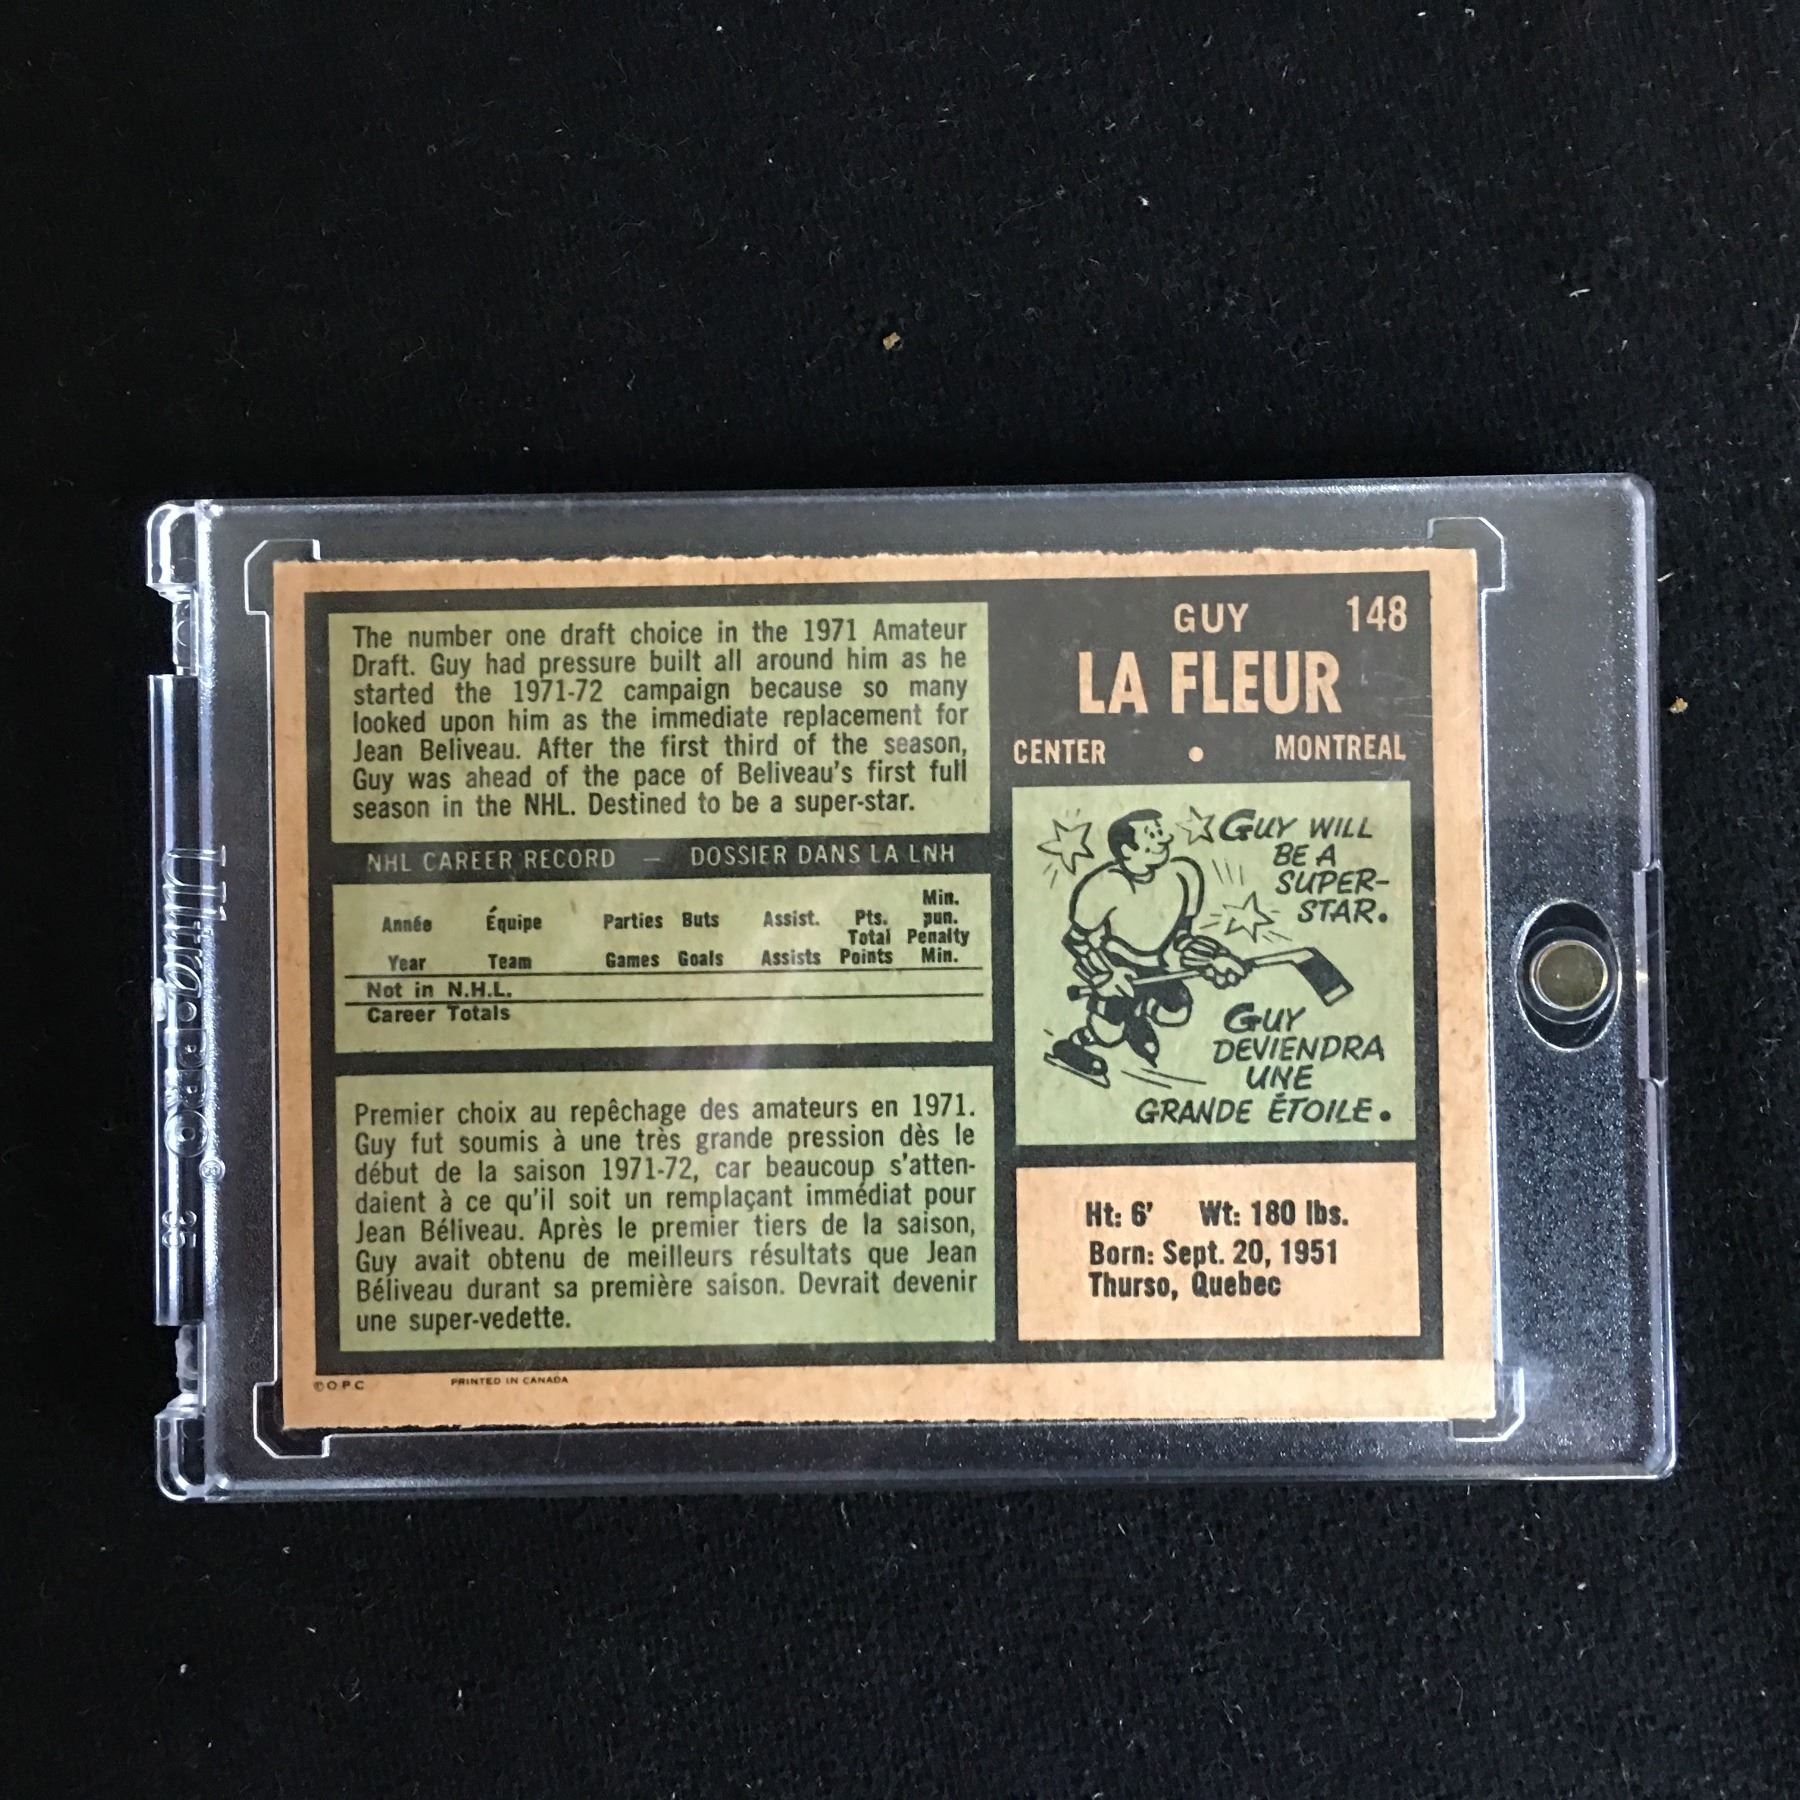 GUY 148
LA FLEUR
CENTER • MONTREAL
The number one draft choice in the 1971 Amateur
Draft. Guy had pressure built all around him as he
started the 1971-72 campaign because so many
looked upon him as the immediate replacement for
Jean Beliveau. After the first third of the season,
Guy was ahead of the pace of Beliveau's first full
season in the NHL. Destined to be a super-star.
NHL CAREER RECORD — DOSSIER DANS LA LNH
Min.
Année Équipe Parties Buts Assist. Pts. pun.
Total Penalty
Year Team Games Goals Assists Points Min.
Not in N.H.L.
Career Totals
Premier choix au repêchage des amateurs en 1971.
Guy fut soumis à une très grande pression dès le
début de la saison 1971-72, car beaucoup s'atten-
daient à ce qu'il soit un remplaçant immédiat pour
Jean Béliveau. Après le premier tiers de la saison,
Guy avait obtenu de meilleurs résultats que Jean
Béliveau durant sa première saison. Devrait devenir
une super-vedette.
GUY WILL
BE A
SUPER-
STAR.
GUY
DEVIENDRA
UNE
GRANDE ÉTOILE.
Ht: 6' Wt: 180 lbs.
Born: Sept. 20, 1951
Thurso, Quebec
©OPC PRINTED IN CANADA
Ultra·PRO®